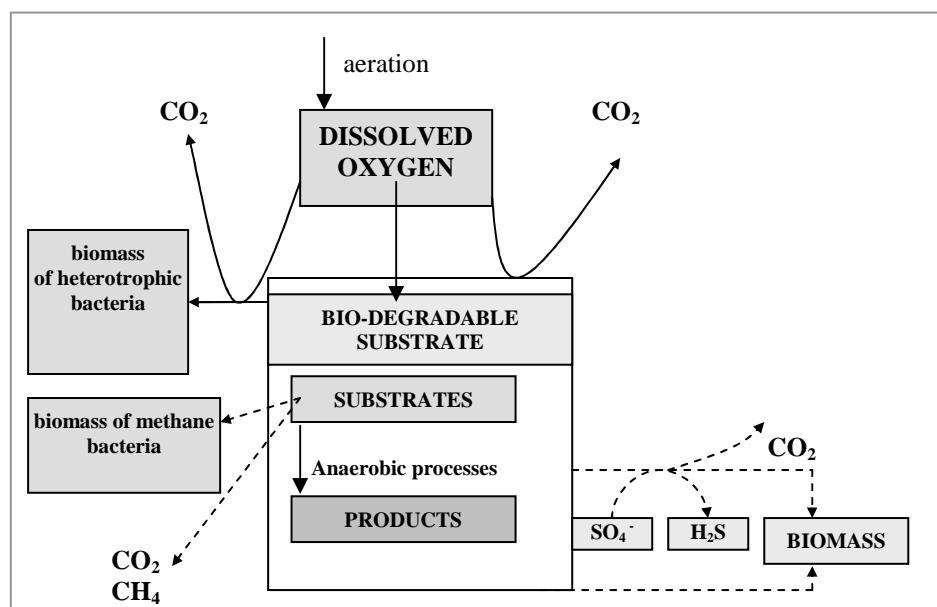 aeration
CO₂
CO₂
DISSOLVED
OXYGEN
biomass
of heterotrophic
bacteria
BIO-DEGRADABLE
SUBSTRATE
SUBSTRATES
biomass of methane
bacteria
CO₂
Anaerobic processes
PRODUCTS
SO₄⁻
H₂S
BIOMASS
CO₂
CH₄